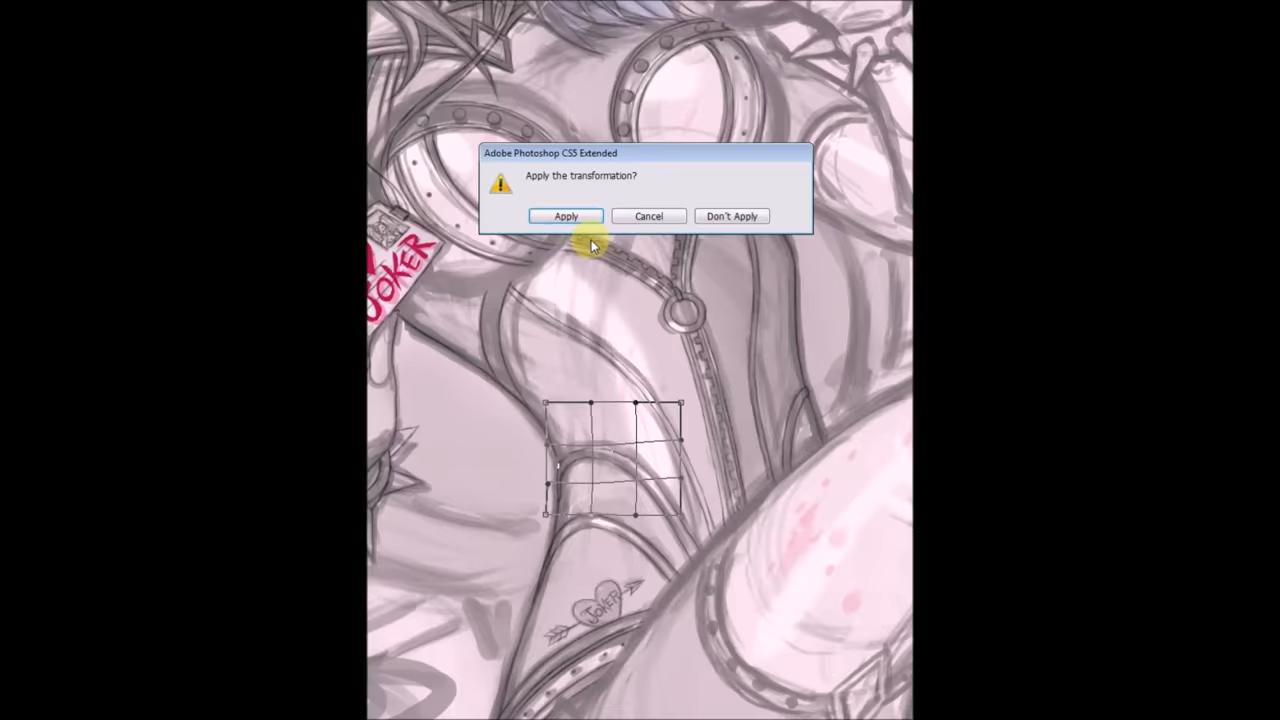 Adobe Photoshop CS5 Extended
Apply the transformation?
Apply Cancel Don't Apply
JOKER
JOKER